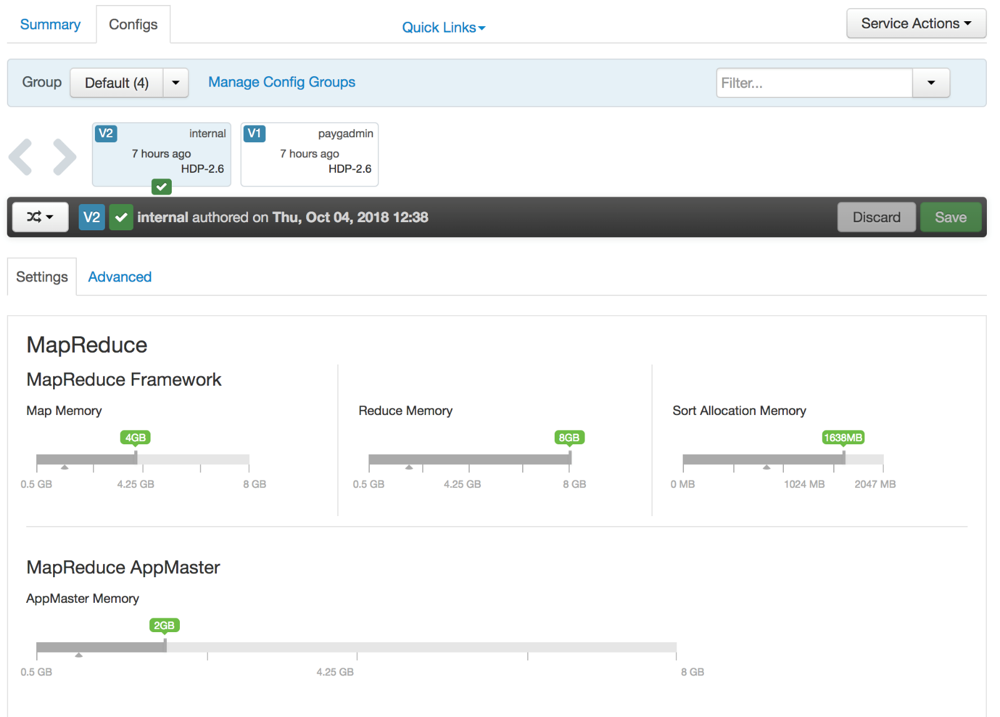 Summary Configs Quick Links Service Actions
Group Default (4) Manage Config Groups Filter...
V2 internal
7 hours ago
HDP-2.6
V1 paygadmin
7 hours ago
HDP-2.6
V2 internal authored on Thu, Oct 04, 2018 12:38 Discard Save
Settings Advanced
MapReduce
MapReduce Framework
Map Memory
4GB
0.5 GB 4.25 GB 8 GB
Reduce Memory
8GB
0.5 GB 4.25 GB 8 GB
Sort Allocation Memory
1638MB
0 MB 1024 MB 2047 MB
MapReduce AppMaster
AppMaster Memory
2GB
0.5 GB 4.25 GB 8 GB